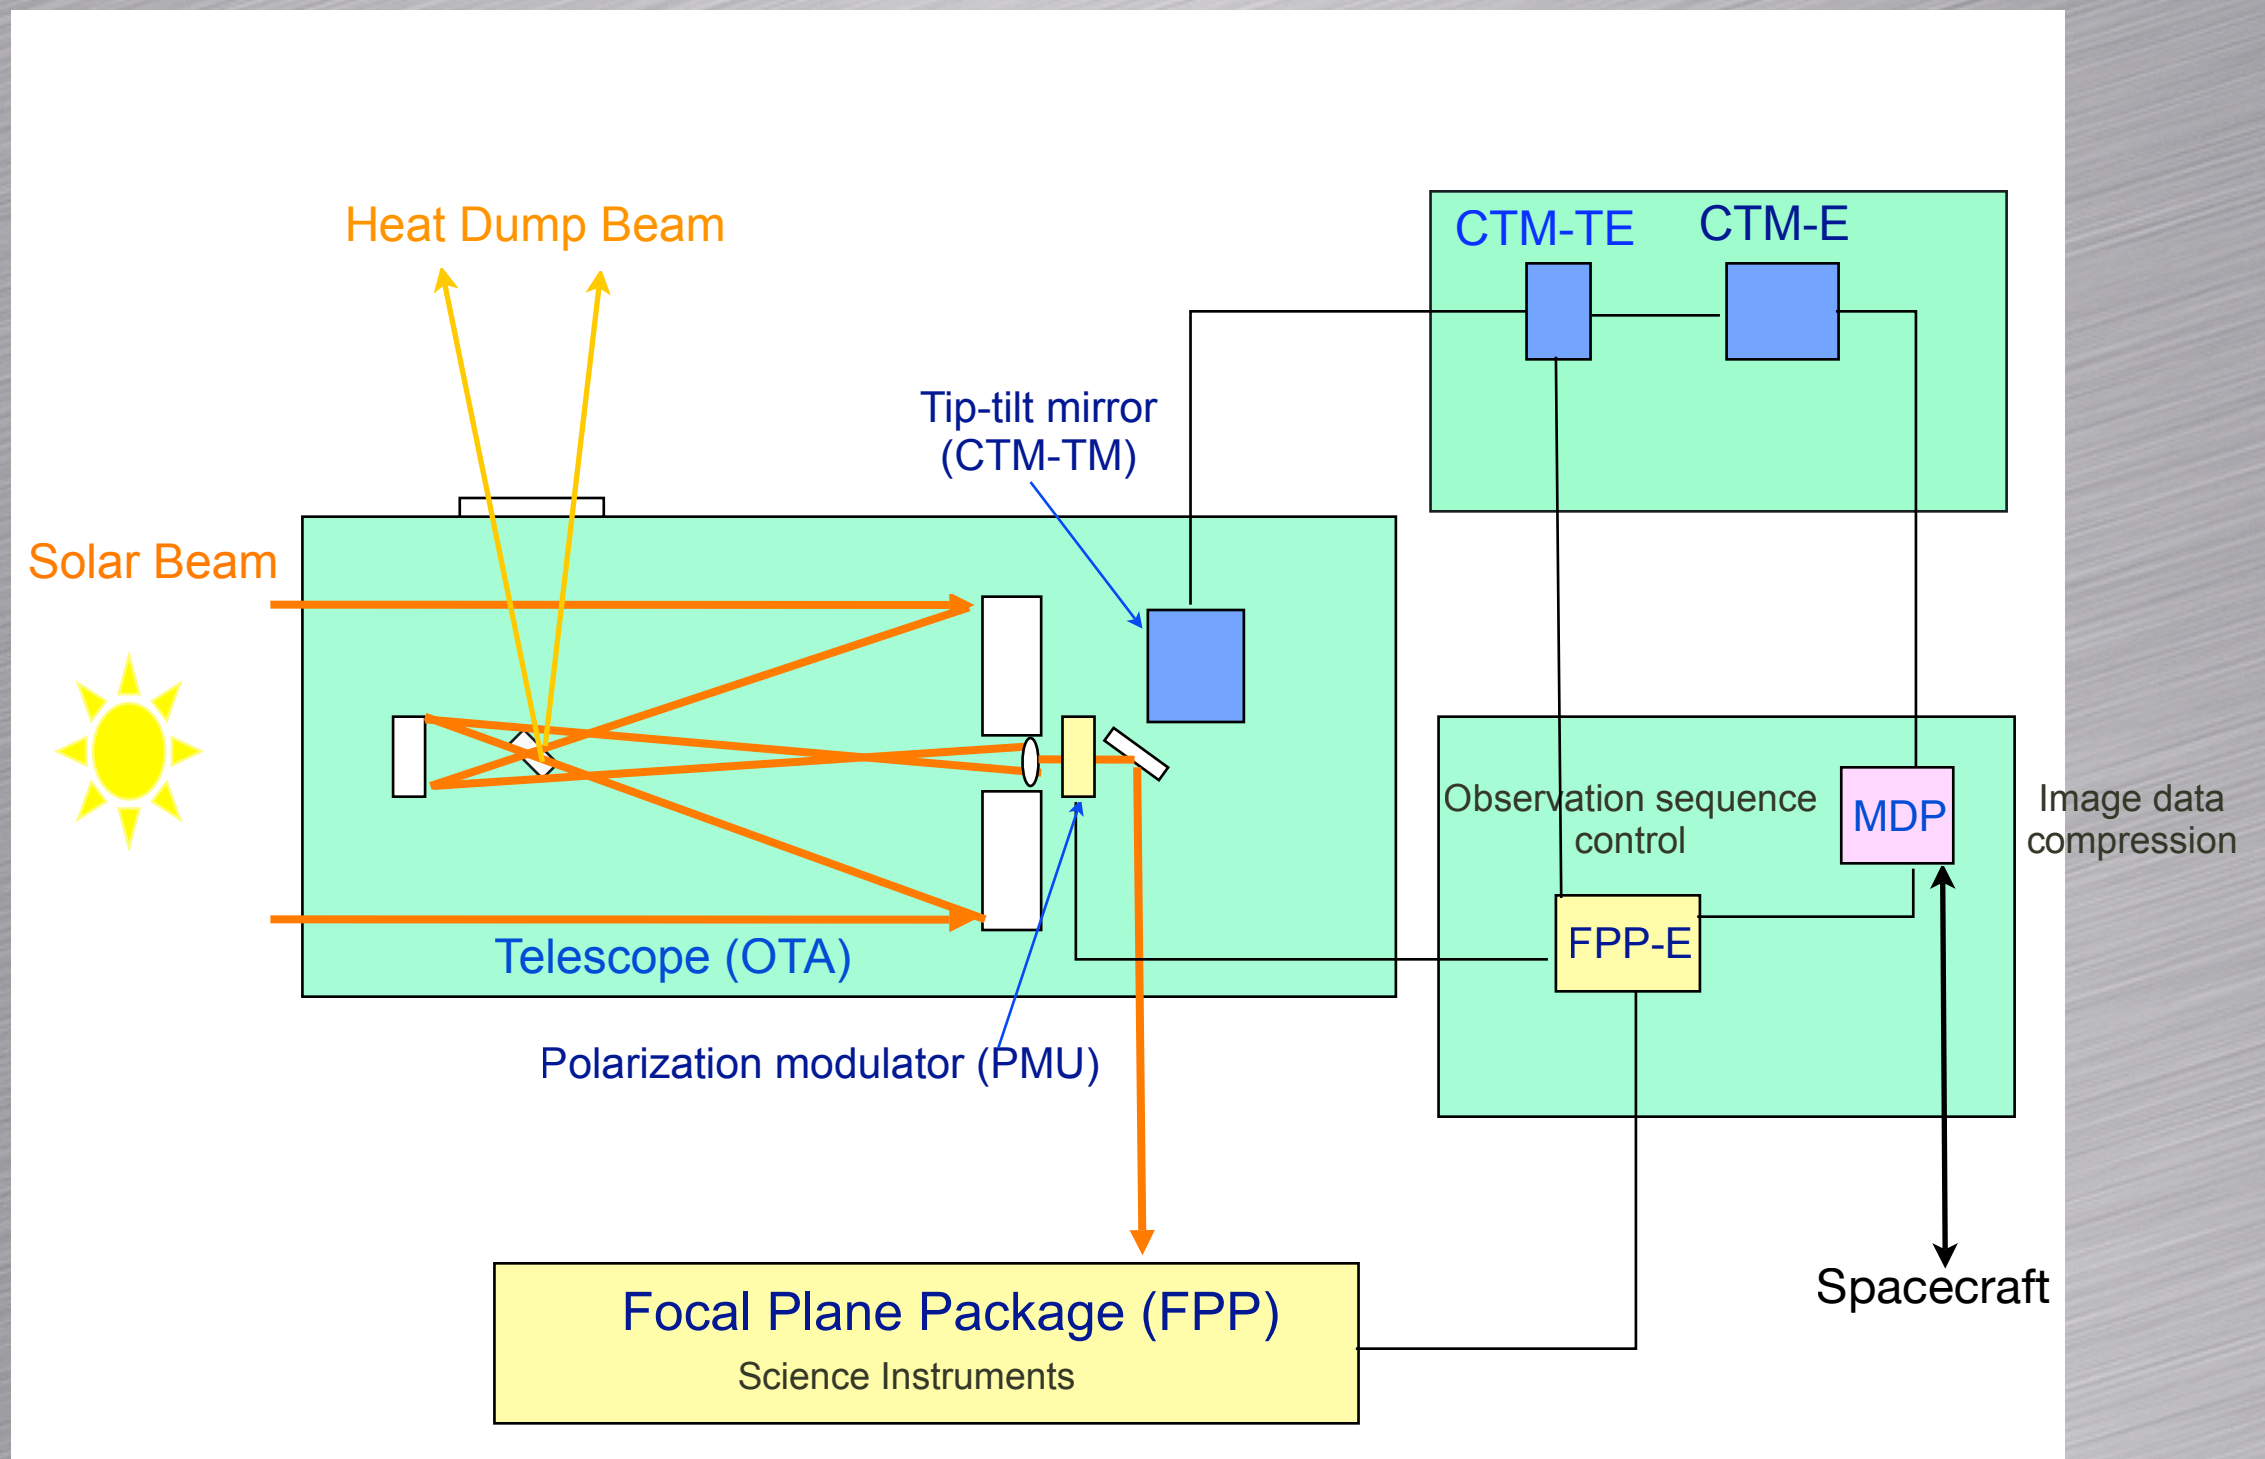 Heat Dump Beam
CTM-TE
CTM-E
Tip-tilt mirror
(CTM-TM)
Solar Beam
Observation sequence
control
MDP
Image data
compression
FPP-E
Telescope (OTA)
Polarization modulator (PMU)
Spacecraft
Focal Plane Package (FPP)
Science Instruments